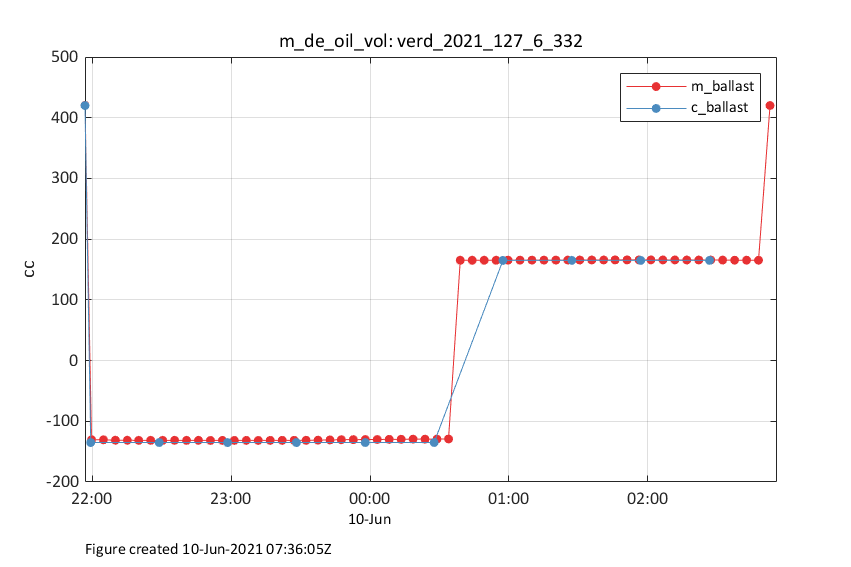 m_de_oil_vol: verd_2021_127_6_332
500
400
300
200
100
0
-100
-200
cc
m_ballast
c_ballast
22:00 23:00 00:00 01:00 02:00
10-Jun
Figure created 10-Jun-2021 07:36:05Z